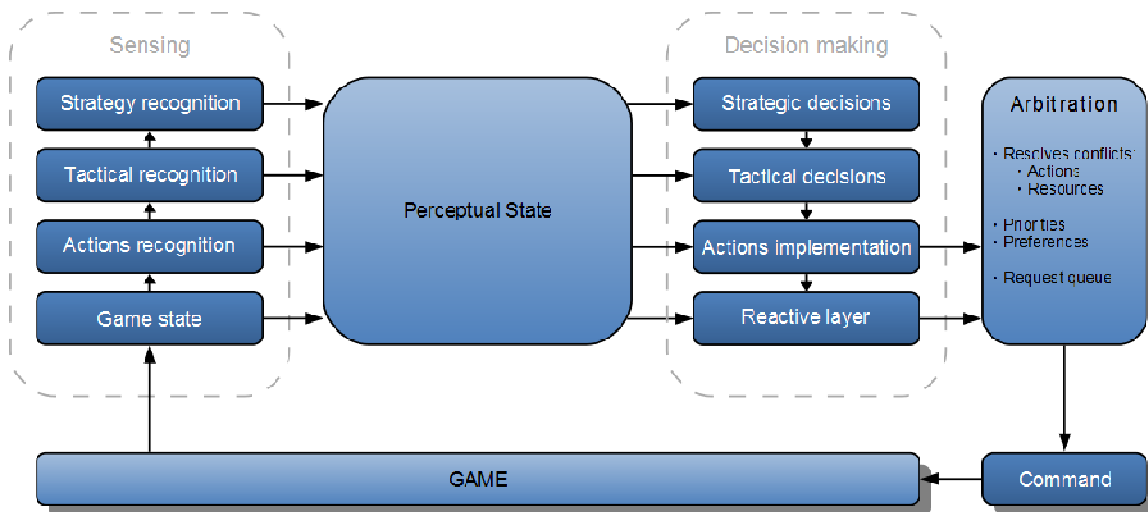 Sensing
Strategy recognition
Tactical recognition
Actions recognition
Game state
Perceptual State
Decision making
Strategic decisions
Tactical decisions
Actions implementation
Reactive layer
Arbitration
· Resolves conflicts:
· Actions
· Resources
· Priorities
· Preferences
· Request queue
GAME
Command